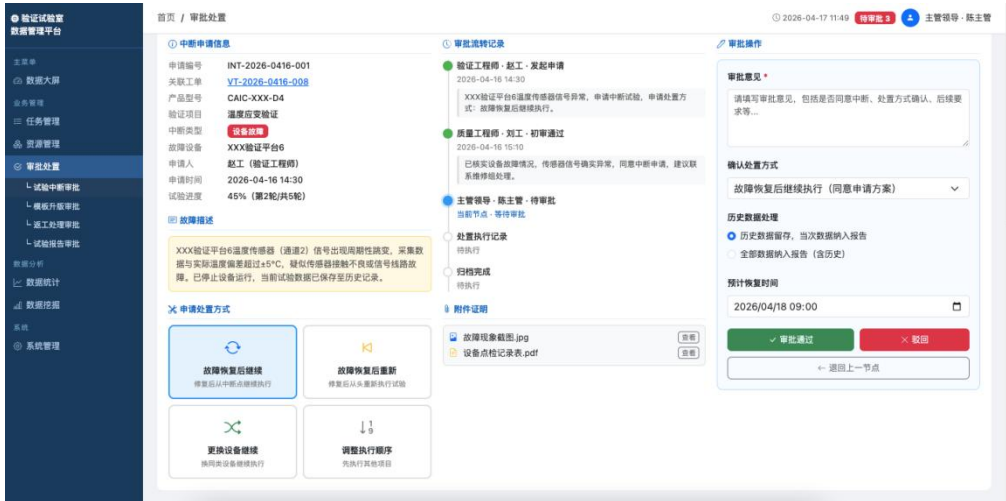 验证试验室
数据管理平台
主菜单
数据大屏
业务管理
任务管理
资源管理
审批处置
试验中断审批
模板升版审批
返工处理审批
试验报告审批
数据分析
数据统计
数据挖掘
系统
系统管理
首页 / 审批处置
2026-04-17 11:49 待审批 3 主管领导 · 陈主管
中断申请信息
申请编号 INT-2026-0416-001
关联工单 VT-2026-0416-008
产品型号 CAIC-XXX-D4
验证项目 温度应变验证
中断类型 设备故障
故障设备 XXX验证平台6
申请人 赵工（验证工程师）
申请时间 2026-04-16 14:30
试验进度 45%（第2轮/共5轮）
故障描述
XXX验证平台6温度传感器（通道2）信号出现周期性跳变，采集数
据与实际温度偏差超过±5°C，疑似传感器接触不良或信号线路故
障。已停止设备运行，当前试验数据已保存至历史记录。
申请处置方式
故障恢复后继续
修复后从中断点继续执行
故障恢复后重新
修复后从头重新执行试验
更换设备继续
换同类设备继续执行
调整执行顺序
先执行其他项目
审批流转记录
验证工程师 · 赵工 · 发起申请
2026-04-16 14:30
XXX验证平台6温度传感器信号异常，申请中断试验，申请处置方
式：故障恢复后继续执行。
质量工程师 · 刘工 · 初审通过
2026-04-16 15:10
已核实设备故障情况，传感器信号确实异常，同意中断申请，建议联
系维修组处理。
主管领导 · 陈主管 · 待审批
当前节点 · 等待审批
处置执行记录
待执行
归档完成
待执行
附件证明
故障现象截图.jpg 查看
设备点检记录表.pdf 查看
审批操作
审批意见 *
请填写审批意见，包括是否同意中断、处置方式确认、后续要
求等...
确认处置方式
故障恢复后继续执行（同意申请方案）
历史数据处理
历史数据留存，当次数据纳入报告
全部数据纳入报告（含历史）
预计恢复时间
2026/04/18 09:00
审批通过
驳回
← 退回上一节点